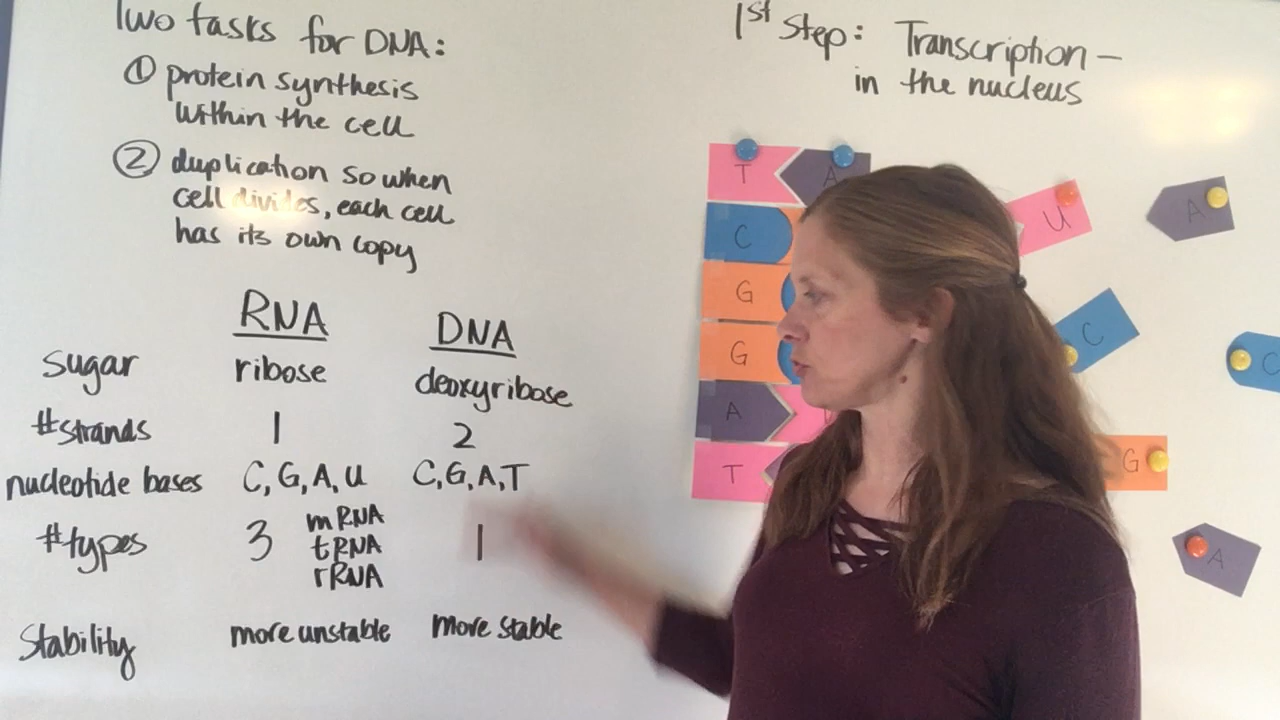 Two tasks for DNA:
① protein synthesis
within the cell
② duplication so when
cell divides, each cell
has its own copy
RNA DNA
sugar ribose deoxyribose
#strands 1 2
nucleotide bases C, G, A, U C, G, A, T
#types 3 mRNA 1
tRNA
rRNA
Stability more unstable more stable
1st Step: Transcription –
in the nucleus
T A
C
G
G
A
T
U
A
C
C
G
A